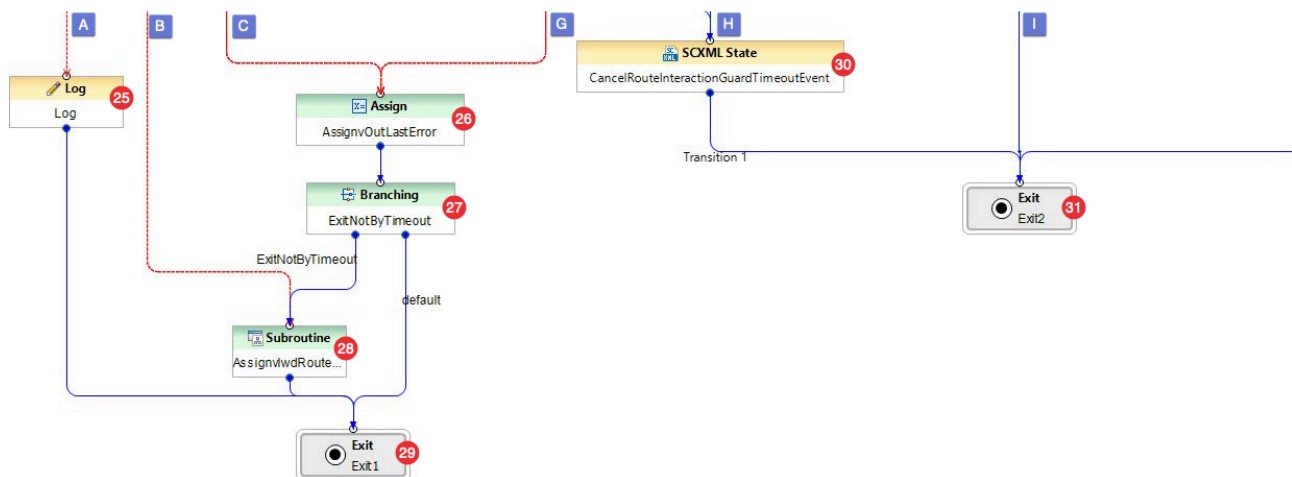 A
B
C
G
H
I
SCXML State
30
CancelRouteInteractionGuardTimeoutEvent
Log
25
Log
Assign
26
AssignvOutLastError
Transition 1
Branching
27
ExitNotByTimeout
Exit
31
Exit2
ExitNotByTimeout
default
Subroutine
28
AssignvIwdRoute...
Exit
29
Exit1